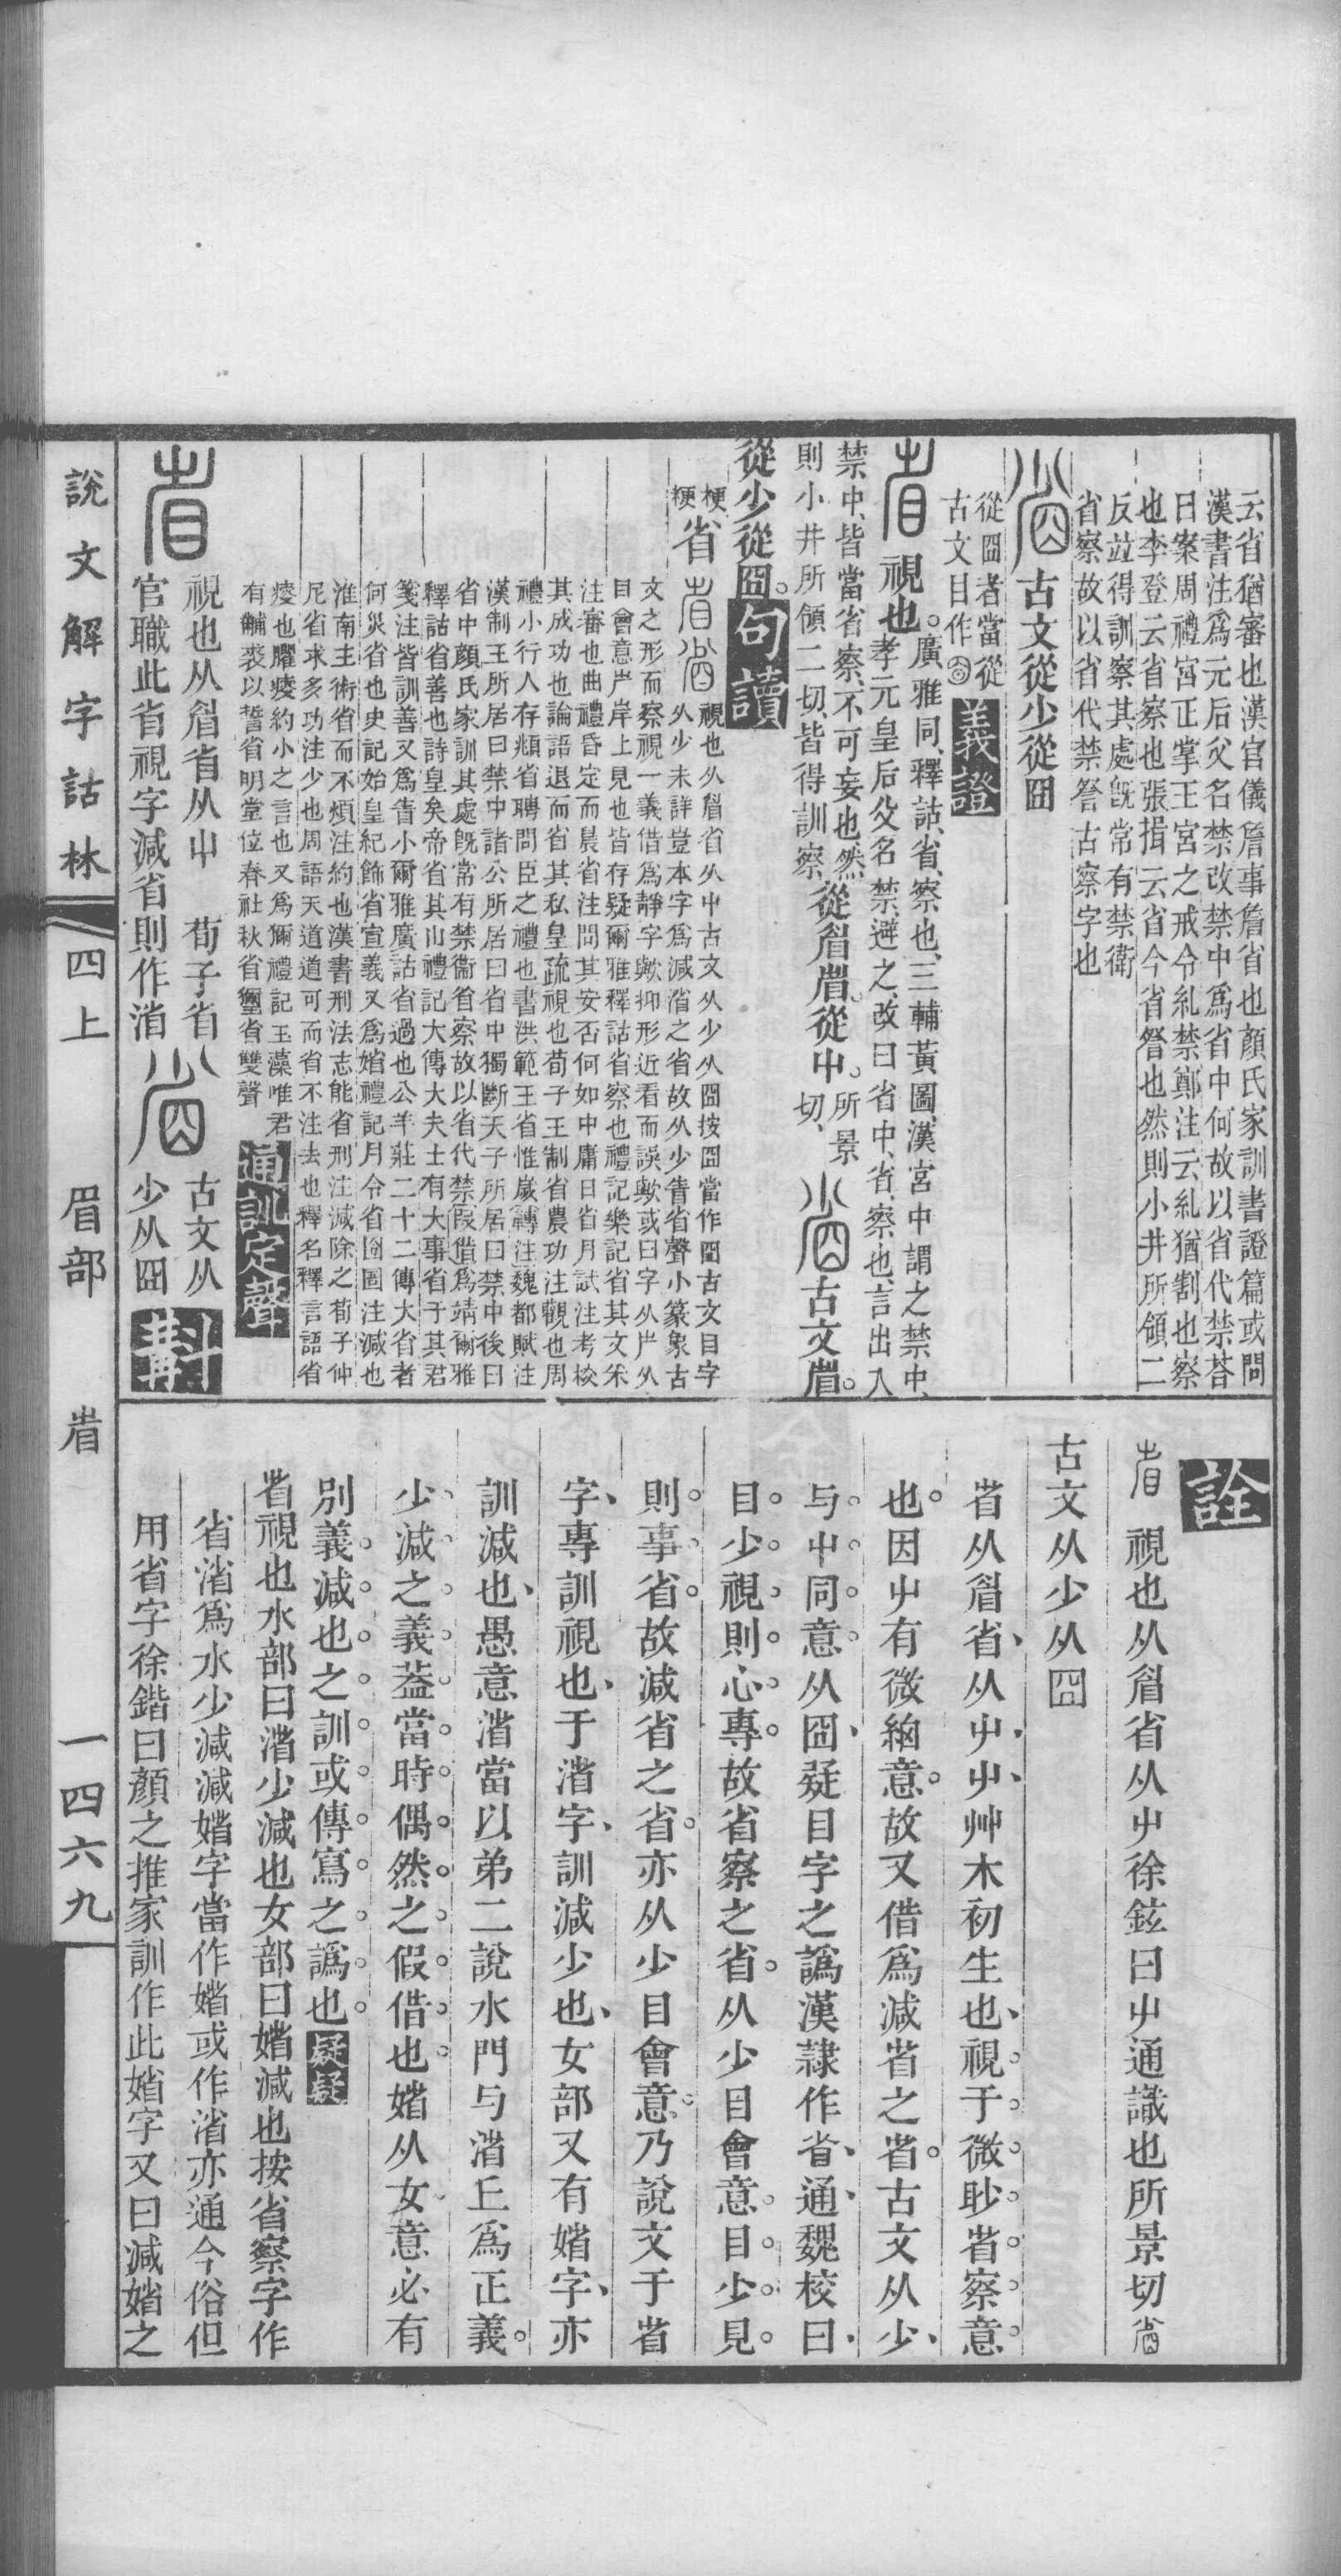 云省猶審也漢官儀詹事詹省也顏氏家訓書證篇或問
漢書注爲元后父名禁改禁中爲省中何故以省代禁荅
曰案周禮宮正掌王宮之戒令糺禁鄭注云糺猶割也察
也李登云省察也張揖云省今省詧也然則小井所領二
反竝得訓察其處旣常有禁衛
省察故以省代禁詧古察字也
古文從少從囧
從囧者當從
古文目作
義證
視也。廣雅同、釋詁、省、察也、三輔黃圖、漢宮中謂之禁中、
孝元皇后父名禁、避之、改曰省中、省、察也、言出入
禁中、皆當省察、不可妄也、然
則小井所領二切、皆得訓察、
從眉省。從屮。所景
切、
古文省。
從少從囧。
句讀
梗
粳
省
視也从眉省从屮古文从少从囧按囧當作囧古文目字
从少未詳豈本字爲減渻之省故从少眚省聲小篆象古
文之形而察視一義借爲靜字歟抑形近看而誤歟或曰字从屵从
目會意屵岸上見也皆存疑爾雅釋詁省察也禮記樂記省其文采
注審也曲禮昏定而晨省注問其安否何如中庸日省月試注考校
其成功也論語退而省其私皇疏視也荀子王制省農功注觀也周
禮小行人存頫省聘問臣之禮也書洪範王省惟歲轉注魏都賦注
漢制王所居曰禁中諸公所居曰省中獨斷天子所居曰禁中後曰
省中顏氏家訓其處旣常有禁衞省察故以省代禁叚借爲靖爾雅
釋詁省善也詩皇矣帝省其山禮記大傳大夫士有大事省于其君
箋注皆訓善又爲眚小爾雅廣詁省過也公羊莊二十二傳大省者
何災省也史記始皇紀飾省宣義又爲媘禮記月令省囹圄注減也
淮南主術省而不煩注約也漢書刑法志能省刑注減除之荀子仲
尼省求多功注少也周語天道道可而省不注去也釋名釋言語省
瘦也臞瘦約小之言也又爲獮禮記玉藻唯君
有黼裘以誓省明堂位春社秋省獮省雙聲
通訓定聲
視也从眉省从屮 荀子省
官職此省視字減省則作渻
古文从
少从囧
斠
詮
視也从眉省从屮徐鉉曰屮通識也所景切
古文从少从囧
省从眉省、从屮、屮艸木初生也、視于微眇。省察意
也。因屮有微緬意。故又借爲減省之省。古文从少、
与屮同意从囧、疑目字之譌漢隸作省、通、魏校曰、
目少視則心專故省察之省从少目會意目少見
則事省故減省之省亦从少目會意乃說文于省
字、專訓視也、于渻字、訓減少也、女部又有媘字、亦
訓減也、愚意渻當以弟二說水門与渻丘爲正義。
少減之義葢當時偶然之假借也媘从女意必有
別義減也之訓或傳寫之譌也
疑疑
省視也水部曰渻少減也女部曰媘減也按省察字作
省渻爲水少減減媘字當作媘或作渻亦通今俗但
用省字徐鍇曰顏之推家訓作此媘字又曰減媘之
說文解字詁林
四上
眉部
省
一四六九